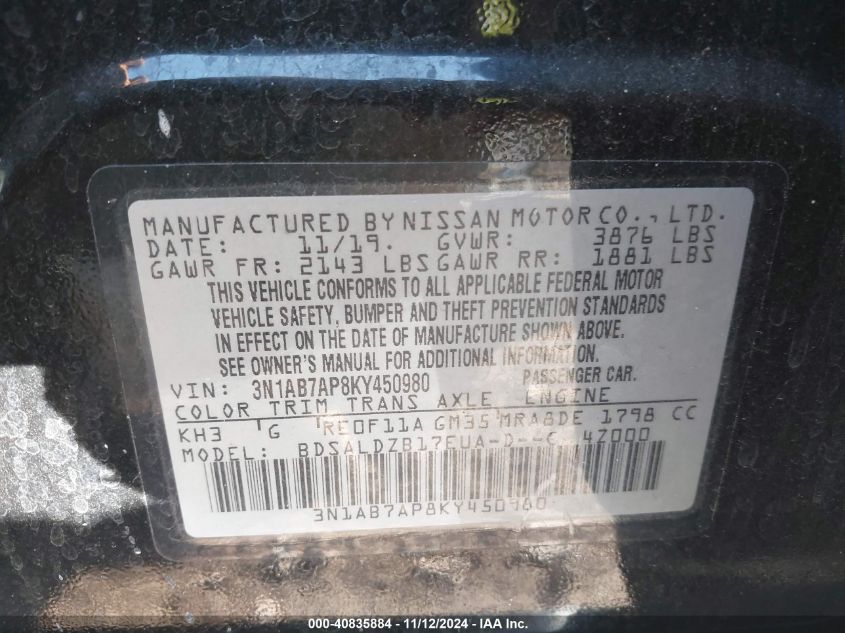 MANUFACTURED BY NISSAN MOTOR CO., LTD.
DATE: 11/19. GVWR: 3876 LBS
GAWR FR: 2143 LBS GAWR RR: 1881 LBS
THIS VEHICLE CONFORMS TO ALL APPLICABLE FEDERAL MOTOR
VEHICLE SAFETY, BUMPER AND THEFT PREVENTION STANDARDS
IN EFFECT ON THE DATE OF MANUFACTURE SHOWN ABOVE.
SEE OWNER'S MANUAL FOR ADDITIONAL INFORMATION.
VIN: 3N1AB7AP8KY450980 PASSENGER CAR.
COLOR TRIM TRANS AXLE ENGINE
KH3 G RE0F11A GM35 MRA8DE 1798 CC
MODEL: BDSALDZB17EUA-D--C 4Z000
3N1AB7AP8KY450980
000-40835884 - 11/12/2024 - IAA Inc.